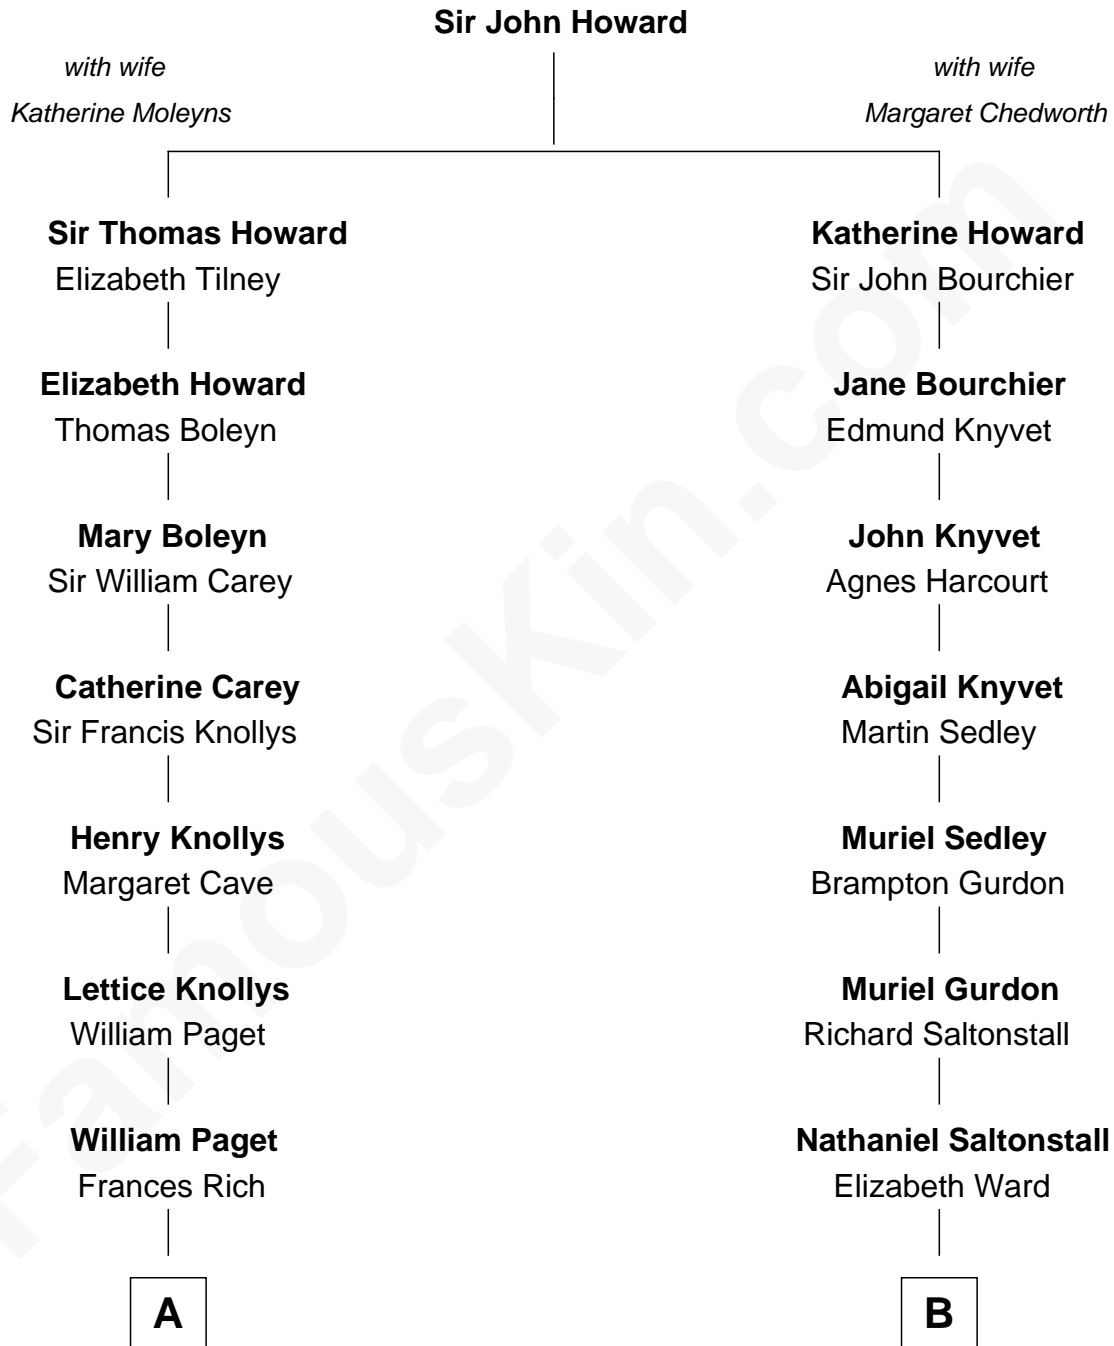 Sir John Howard
with wife
Katherine Moleyns
with wife
Margaret Chedworth
Sir Thomas Howard
Elizabeth Tilney
Katherine Howard
Sir John Bourchier
Elizabeth Howard
Thomas Boleyn
Jane Bourchier
Edmund Knyvet
Mary Boleyn
Sir William Carey
John Knyvet
Agnes Harcourt
Catherine Carey
Sir Francis Knollys
Abigail Knyvet
Martin Sedley
Henry Knollys
Margaret Cave
Muriel Sedley
Brampton Gurdon
Lettice Knollys
William Paget
Muriel Gurdon
Richard Saltonstall
William Paget
Frances Rich
Nathaniel Saltonstall
Elizabeth Ward
A
B
FamousKin.com